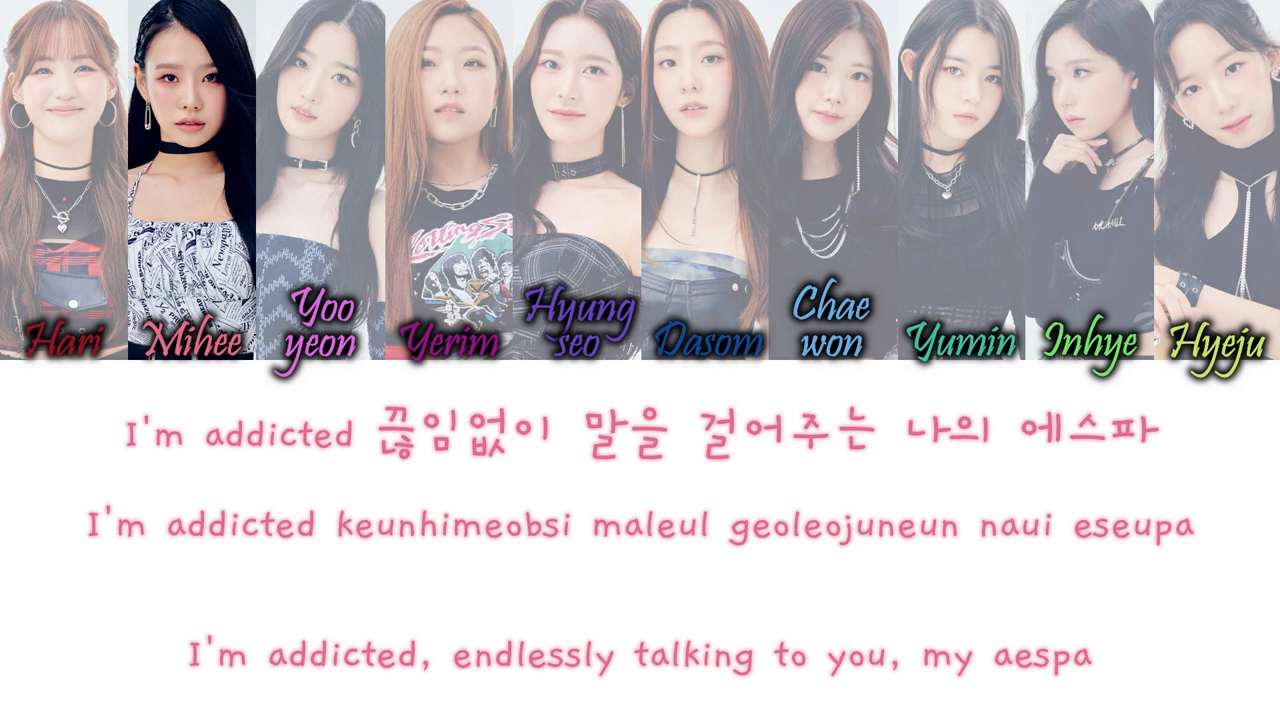 Hari
Mihee
Yoo
yeon
Yerim
Hyung
seo
Dasom
Chae
won
Yumin
Inhye
Hyeju
I'm addicted 끊임없이 말을 걸어주는 나의 에스파
I'm addicted keunhimeobsi maleul geoleojuneun naui eseupa
I'm addicted, endlessly talking to you, my aespa